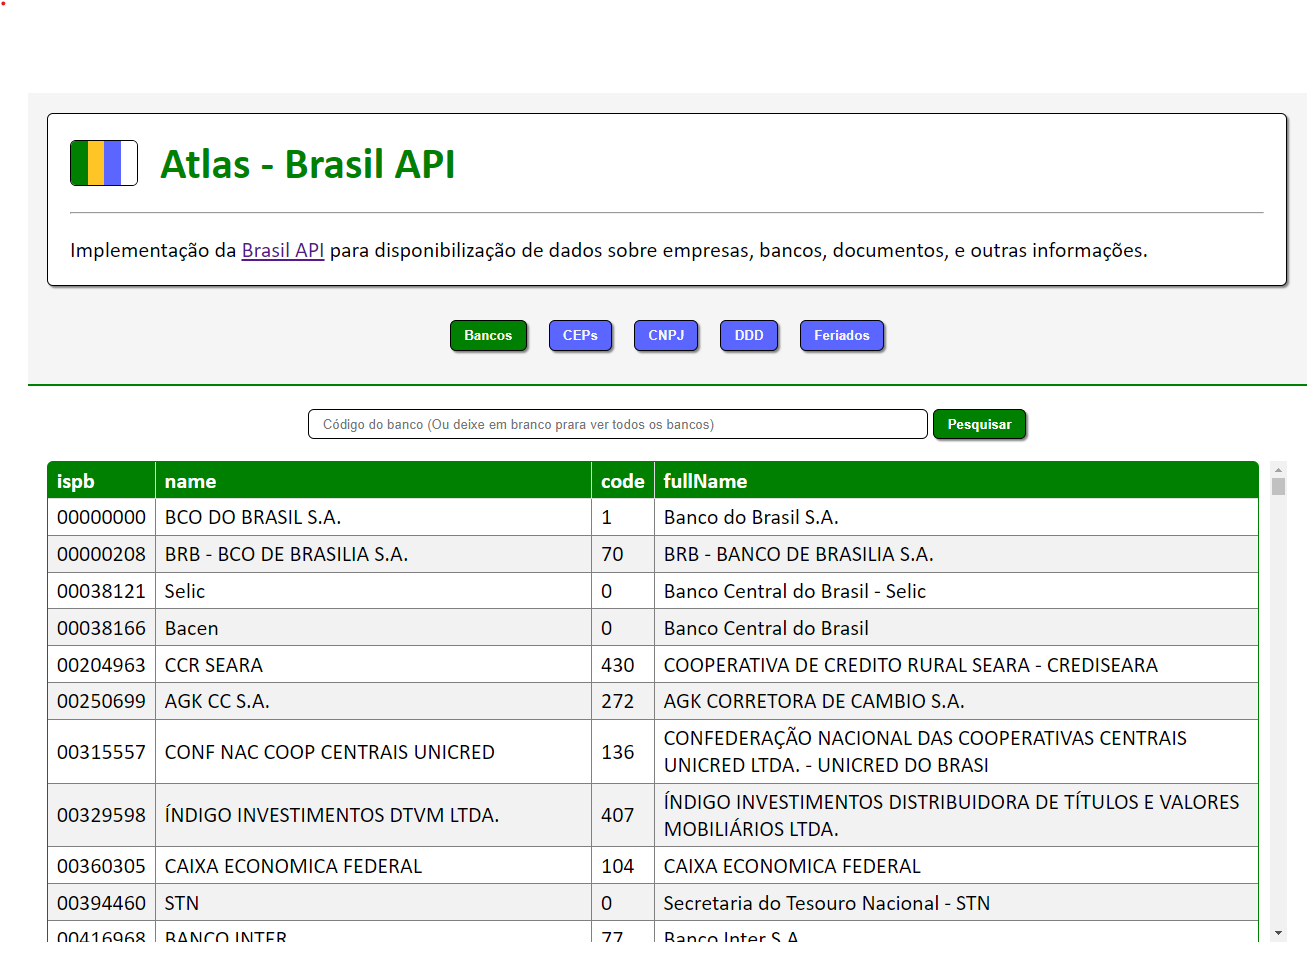 Atlas - Brasil API
Implementação da Brasil API para disponibilização de dados sobre empresas, bancos, documentos, e outras informações.
Bancos CEPs CNPJ DDD Feriados
Código do banco (Ou deixe em branco prara ver todos os bancos) Pesquisar
ispb name code fullName
00000000 BCO DO BRASIL S.A. 1 Banco do Brasil S.A.
00000208 BRB - BCO DE BRASILIA S.A. 70 BRB - BANCO DE BRASILIA S.A.
00038121 Selic 0 Banco Central do Brasil - Selic
00038166 Bacen 0 Banco Central do Brasil
00204963 CCR SEARA 430 COOPERATIVA DE CREDITO RURAL SEARA - CREDISEARA
00250699 AGK CC S.A. 272 AGK CORRETORA DE CAMBIO S.A.
00315557 CONF NAC COOP CENTRAIS UNICRED 136 CONFEDERAÇÃO NACIONAL DAS COOPERATIVAS CENTRAIS
UNICRED LTDA. - UNICRED DO BRASI
00329598 ÍNDIGO INVESTIMENTOS DTVM LTDA. 407 ÍNDIGO INVESTIMENTOS DISTRIBUIDORA DE TÍTULOS E VALORES
MOBILIÁRIOS LTDA.
00360305 CAIXA ECONOMICA FEDERAL 104 CAIXA ECONOMICA FEDERAL
00394460 STN 0 Secretaria do Tesouro Nacional - STN
00416968 BANCO INTER 77 Banco Inter S.A.